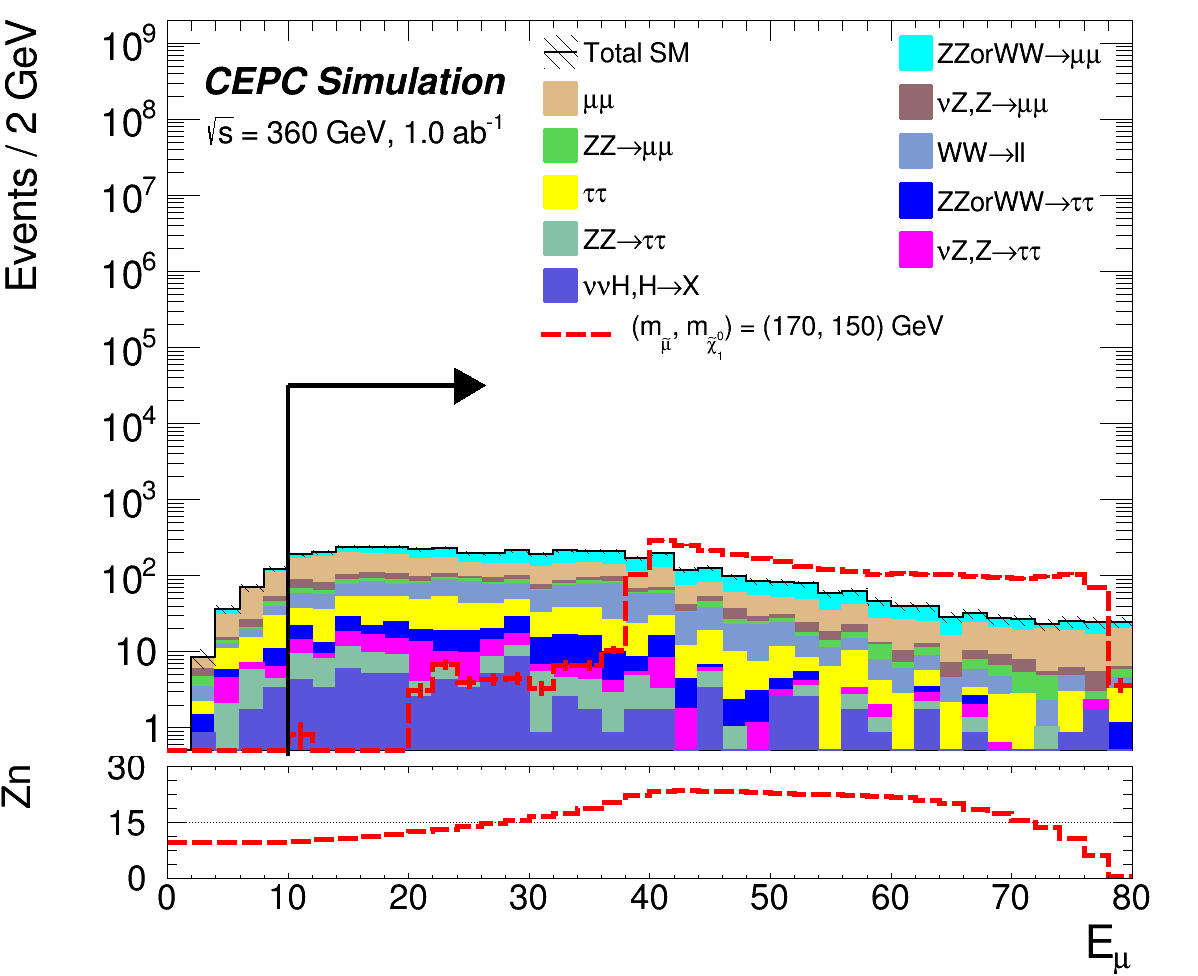 Events / 2 GeV
10⁹
10⁸
10⁷
10⁶
10⁵
10⁴
10³
10²
10
1
CEPC Simulation
√s = 360 GeV, 1.0 ab⁻¹
Total SM
μμ
ZZ→μμ
ττ
ZZ→ττ
ννH,H→X
ZZorWW→μμ
νZ,Z→μμ
WW→ll
ZZorWW→ττ
νZ,Z→ττ
(m_μ̃, m_χ̃⁰₁) = (170, 150) GeV
Zn
30
15
0
0 10 20 30 40 50 60 70 80
E_μ